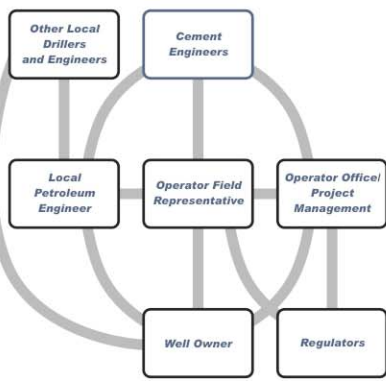 Other Local
Drillers
and Engineers
Cement
Engineers
Local
Petroleum
Engineer
Operator Field
Representative
Operator Office/
Project
Management
Well Owner
Regulators